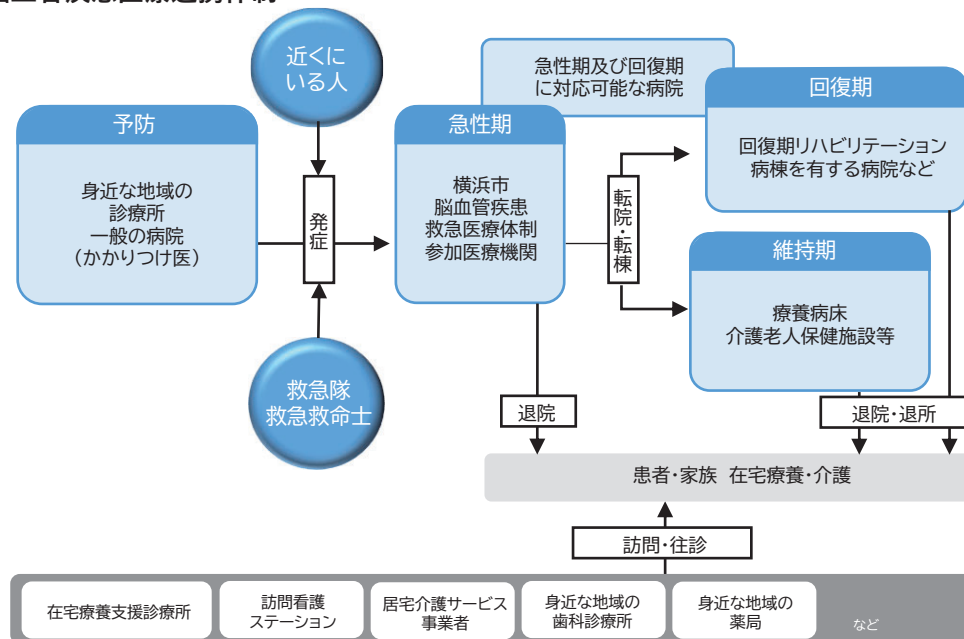 近くに
いる人
急性期及び回復期
に対応可能な病院
予防
身近な地域の
診療所
一般の病院
(かかりつけ医)
発症
急性期
横浜市
脳血管疾患
救急医療体制
参加医療機関
転院・転棟
回復期
回復期リハビリテーション
病棟を有する病院など
維持期
療養病床
介護老人保健施設等
救急隊
救急救命士
退院
退院・退所
患者・家族 在宅療養・介護
訪問・往診
在宅療養支援診療所
訪問看護
ステーション
居宅介護サービス
事業者
身近な地域の
歯科診療所
身近な地域の
薬局
など